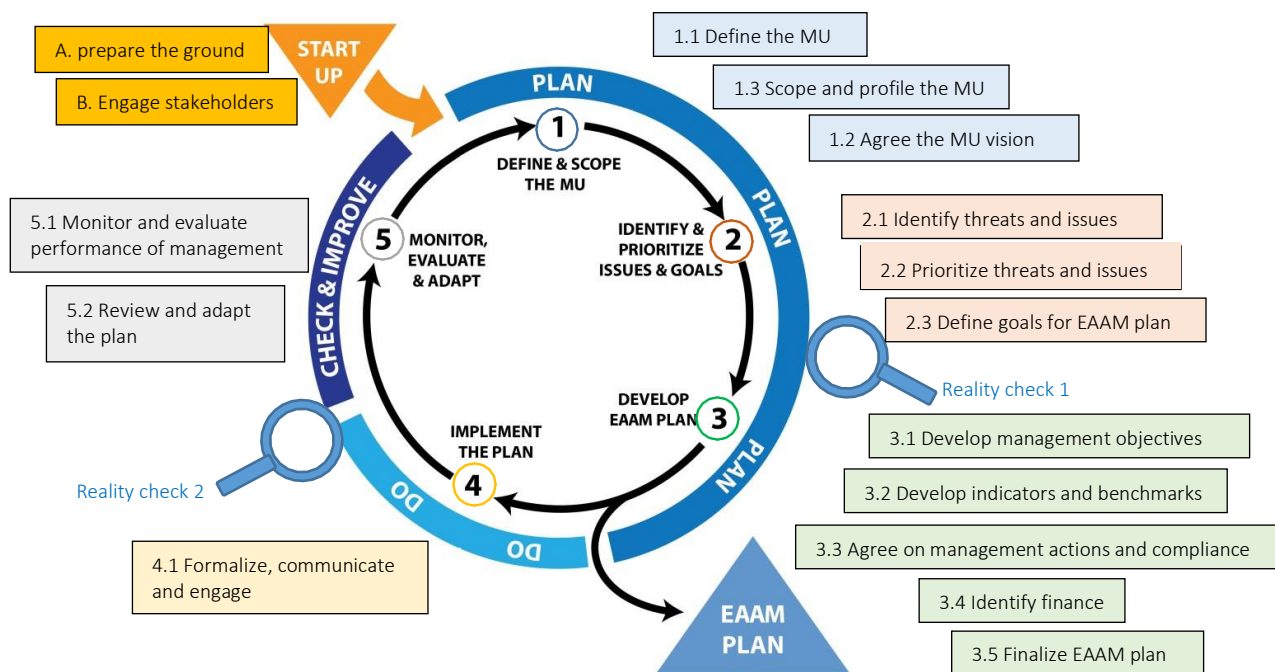 A. prepare the ground
B. Engage stakeholders
START
UP
PLAN
1.1 Define the MU
1.3 Scope and profile the MU
1.2 Agree the MU vision
1
DEFINE & SCOPE
THE MU
PLAN
2
IDENTIFY &
PRIORITIZE
ISSUES & GOALS
2.1 Identify threats and issues
2.2 Prioritize threats and issues
2.3 Define goals for EAAM plan
Reality check 1
3
DEVELOP
EAAM PLAN
PLAN
3.1 Develop management objectives
3.2 Develop indicators and benchmarks
3.3 Agree on management actions and compliance
3.4 Identify finance
3.5 Finalize EAAM plan
EAAM
PLAN
IMPLEMENT
THE PLAN
4
DO
DO
4.1 Formalize, communicate
and engage
Reality check 2
5
MONITOR,
EVALUATE
& ADAPT
CHECK & IMPROVE
5.1 Monitor and evaluate
performance of management
5.2 Review and adapt
the plan